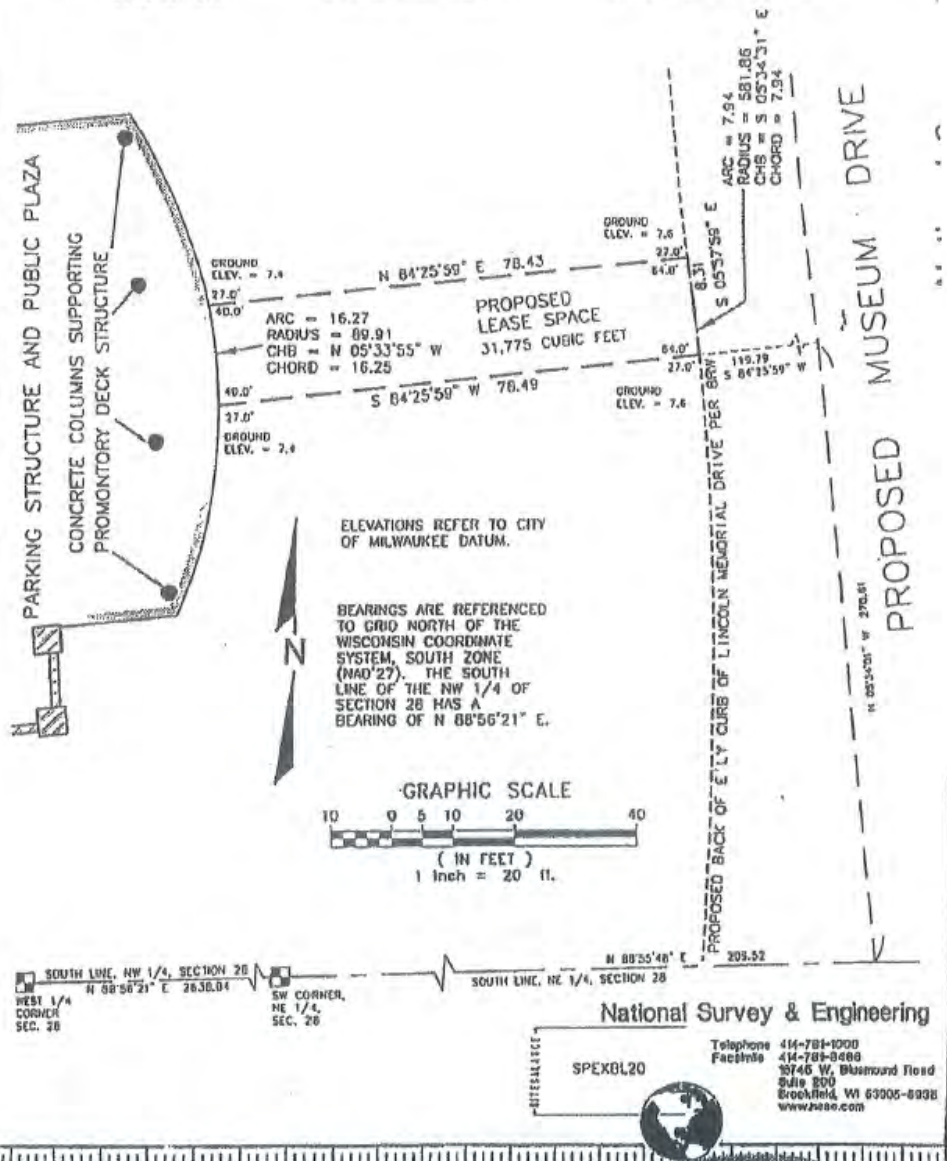 PARKING STRUCTURE AND PUBLIC PLAZA
CONCRETE COLUMNS SUPPORTING
PROMONTORY DECK STRUCTURE
GROUND
ELEV. = 7.4
27.0'
40.0'
N 84°25'59" E 78.43
GROUND
ELEV. = 7.6
27.0'
64.0'
ARC = 16.27
RADIUS = 89.91
CHB = N 05°33'55" W
CHORD = 16.25
PROPOSED
LEASE SPACE
31,775 CUBIC FEET
8.31
S 05°57'59" E
ARC = 7.94
RADIUS = 581.86
CHB = S 05°34'31" E
CHORD = 7.94
40.0'
27.0'
GROUND
ELEV. = 7.4
S 84°25'59" W 76.49
64.0'
27.0'
GROUND
ELEV. = 7.6
119.79
S 84°25'59" W
PROPOSED MUSEUM DRIVE
N 05°34'01" W 270.61
PROPOSED BACK OF E'LY CURB OF LINCOLN MEMORIAL DRIVE PER BRW
ELEVATIONS REFER TO CITY
OF MILWAUKEE DATUM.
N
BEARINGS ARE REFERENCED
TO GRID NORTH OF THE
WISCONSIN COORDINATE
SYSTEM, SOUTH ZONE
(NAD'27). THE SOUTH
LINE OF THE NW 1/4 OF
SECTION 28 HAS A
BEARING OF N 88°56'21" E.
GRAPHIC SCALE
10 0 5 10 20 40
( IN FEET )
1 inch = 20 ft.
SOUTH LINE, NW 1/4, SECTION 28
N 88°56'21" E 2638.04
WEST 1/4
CORNER
SEC. 28
SW CORNER,
NE 1/4,
SEC. 28
N 88°55'48" E 205.52
SOUTH LINE, NE 1/4, SECTION 28
National Survey & Engineering
Telephone 414-781-1000
Facsimile 414-781-8466
16745 W. Bluemound Road
Suite 200
Brookfield, WI 53005-5938
www.nsae.com
SPEXBL20